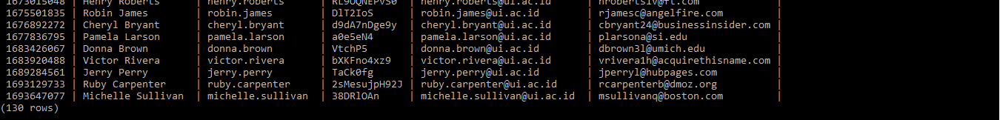 1673015048 | Henry Roberts | henry.roberts | | henry.roberts@ui.ac.id | hroberts1v@ft.com |
1675501835 | Robin James | robin.james | DlT2IoS | robin.james@ui.ac.id | rjamesc@angelfire.com |
1676892272 | Cheryl Bryant | cheryl.bryant | d9dA7nDge9y | cheryl.bryant@ui.ac.id | cbryant24@businessinsider.com |
1677836795 | Pamela Larson | pamela.larson | a0e5eN4 | pamela.larson@ui.ac.id | plarsona@si.edu |
1683426067 | Donna Brown | donna.brown | VtchP5 | donna.brown@ui.ac.id | dbrown3l@umich.edu |
1683920488 | Victor Rivera | victor.rivera | bXKFno4xz9 | victor.rivera@ui.ac.id | vrivera1h@acquirethisname.com |
1689284561 | Jerry Perry | jerry.perry | TaCk0fg | jerry.perry@ui.ac.id | jperryl@hubpages.com |
1693129733 | Ruby Carpenter | ruby.carpenter | 2sMesujpH92J | ruby.carpenter@ui.ac.id | rcarpenterb@dmoz.org |
1693647077 | Michelle Sullivan | michelle.sullivan | 38DRlOAn | michelle.sullivan@ui.ac.id | msullivanq@boston.com |
(130 rows)